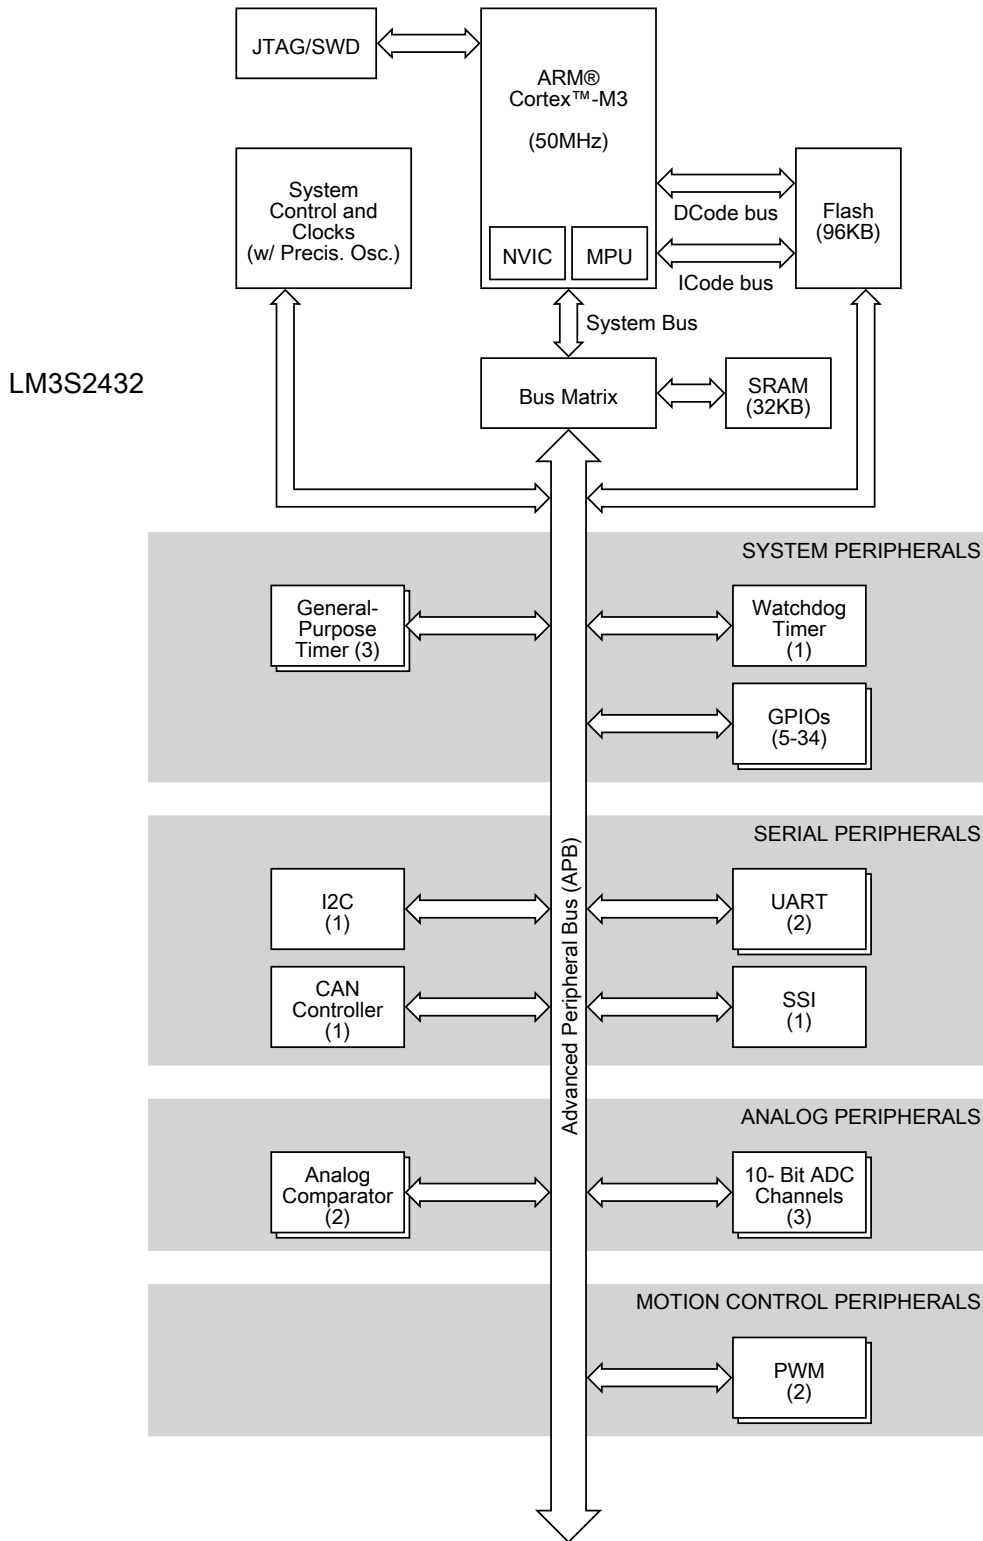 JTAG/SWD
ARM®
Cortex™-M3
(50MHz)
NVIC
MPU
System
Control and
Clocks
(w/ Precis. Osc.)
DCode bus
ICode bus
Flash
(96KB)
System Bus
LM3S2432
Bus Matrix
SRAM
(32KB)
Advanced Peripheral Bus (APB)
SYSTEM PERIPHERALS
General-
Purpose
Timer (3)
Watchdog
Timer
(1)
GPIOs
(5-34)
SERIAL PERIPHERALS
I2C
(1)
UART
(2)
CAN
Controller
(1)
SSI
(1)
ANALOG PERIPHERALS
Analog
Comparator
(2)
10- Bit ADC
Channels
(3)
MOTION CONTROL PERIPHERALS
PWM
(2)